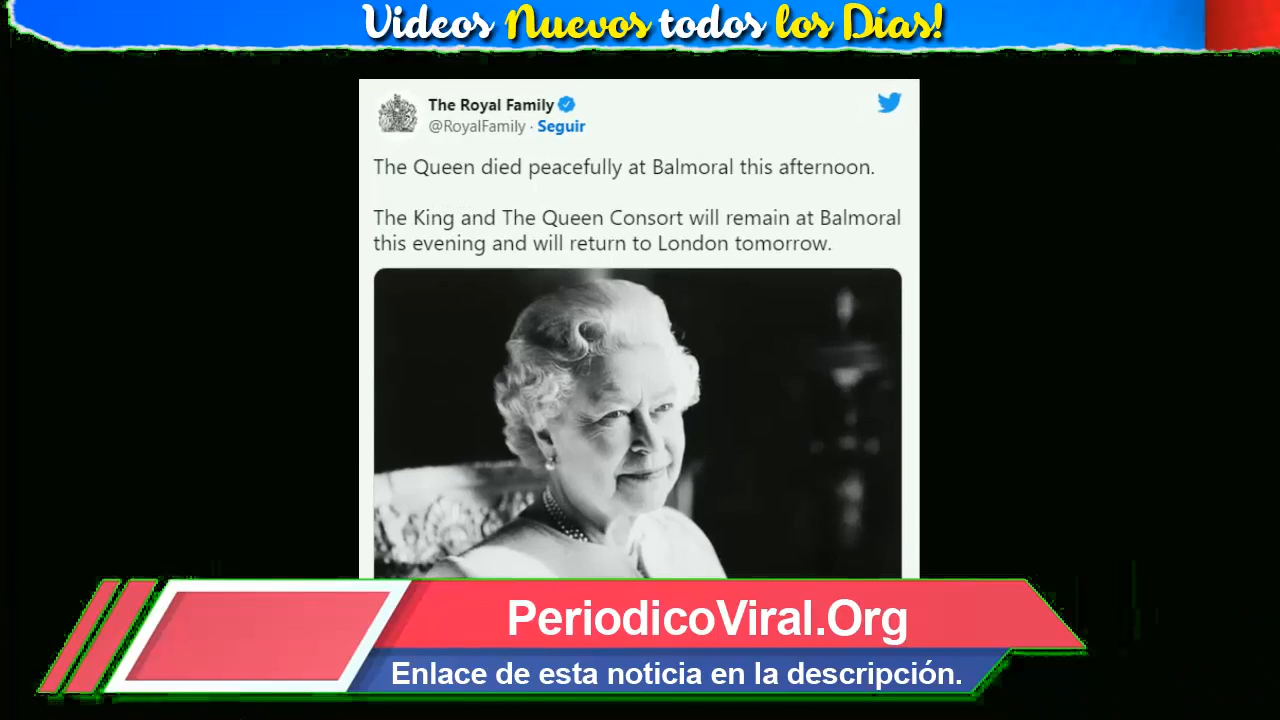 Videos Nuevos todos los Días!
The Royal Family
@RoyalFamily · Seguir
The Queen died peacefully at Balmoral this afternoon.
The King and The Queen Consort will remain at Balmoral
this evening and will return to London tomorrow.
PeriodicoViral.Org
Enlace de esta noticia en la descripción.